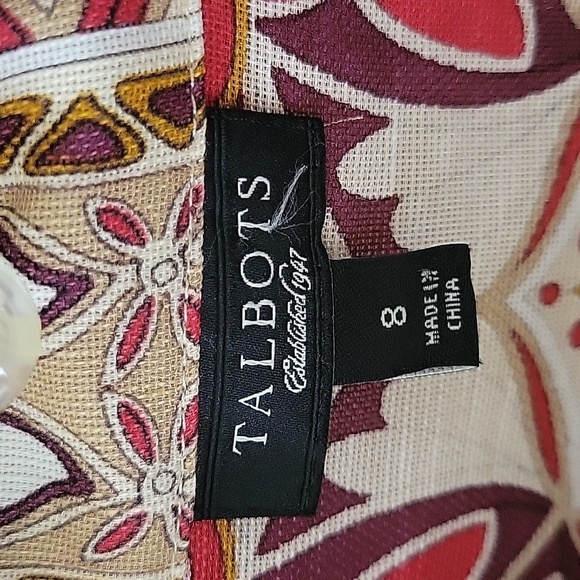 TALBOTS
Established 1947
8
MADE IN
CHINA